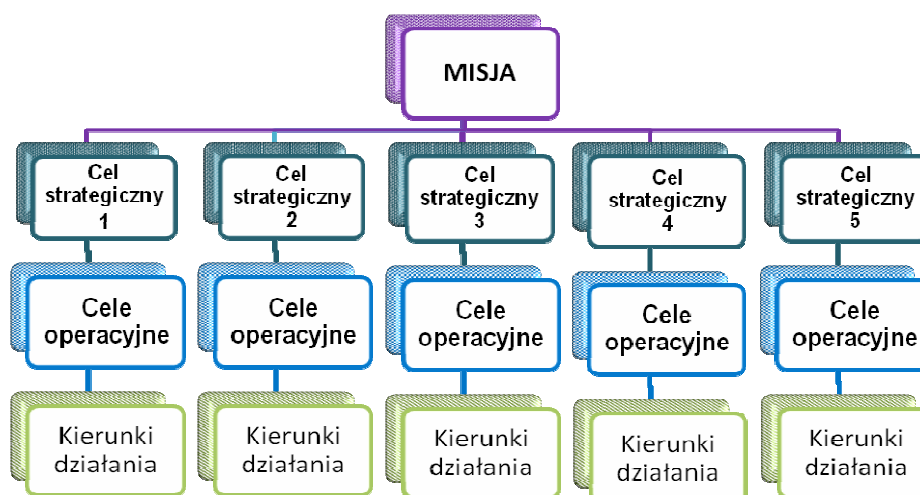 MISJA
Cel
strategiczny
1
Cel
strategiczny
2
Cel
strategiczny
3
Cel
strategiczny
4
Cel
strategiczny
5
Cele
operacyjne
Cele
operacyjne
Cele
operacyjne
Cele
operacyjne
Cele
operacyjne
Kierunki
działania
Kierunki
działania
Kierunki
działania
Kierunki
działania
Kierunki
działania